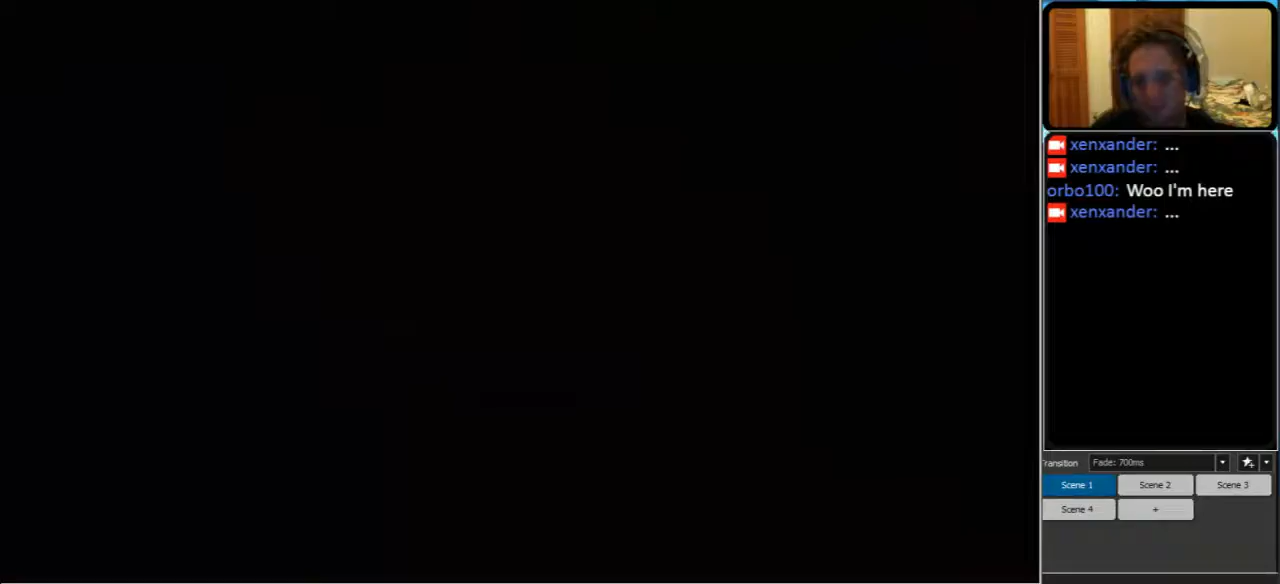 xenxander: ...
xenxander: ...
orbo100: Woo I'm here
xenxander: ...
Transition Fade: 700ms
Scene 1 Scene 2 Scene 3
Scene 4 +